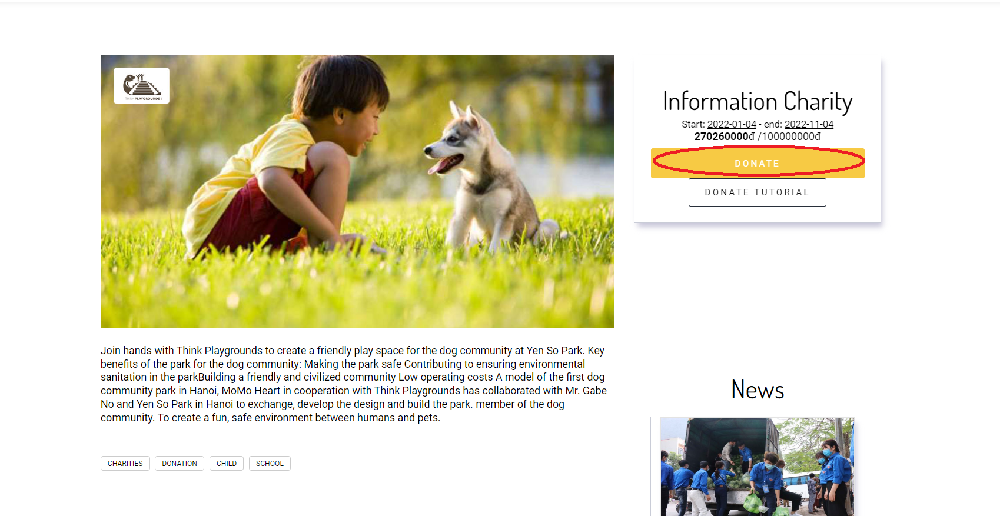 THINK PLAYGROUNDS!
Information Charity
Start: 2022-01-04 - end: 2022-11-04
270260000đ /100000000đ
DONATE
DONATE TUTORIAL
Join hands with Think Playgrounds to create a friendly play space for the dog community at Yen So Park. Key
benefits of the park for the dog community: Making the park safe Contributing to ensuring environmental
sanitation in the parkBuilding a friendly and civilized community Low operating costs A model of the first dog
community park in Hanoi, MoMo Heart in cooperation with Think Playgrounds has collaborated with Mr. Gabe
No and Yen So Park in Hanoi to exchange, develop the design and build the park. member of the dog
community. To create a fun, safe environment between humans and pets.
CHARITIES DONATION CHILD SCHOOL
News